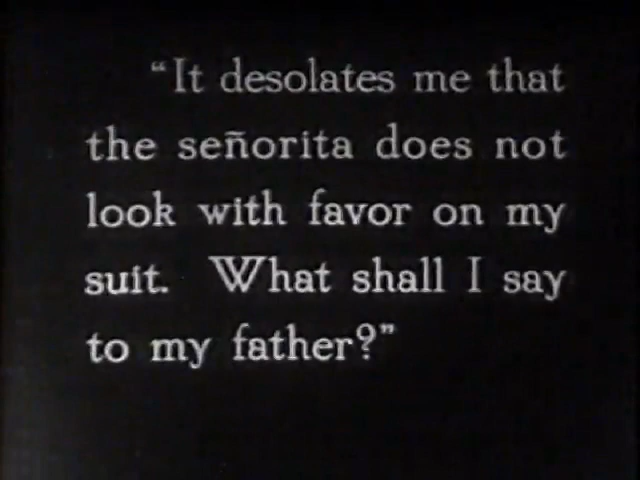 “It desolates me that
the señorita does not
look with favor on my
suit. What shall I say
to my father?”